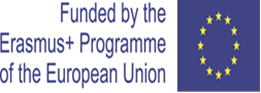 Funded by the
Erasmus+ Programme
of the European Union